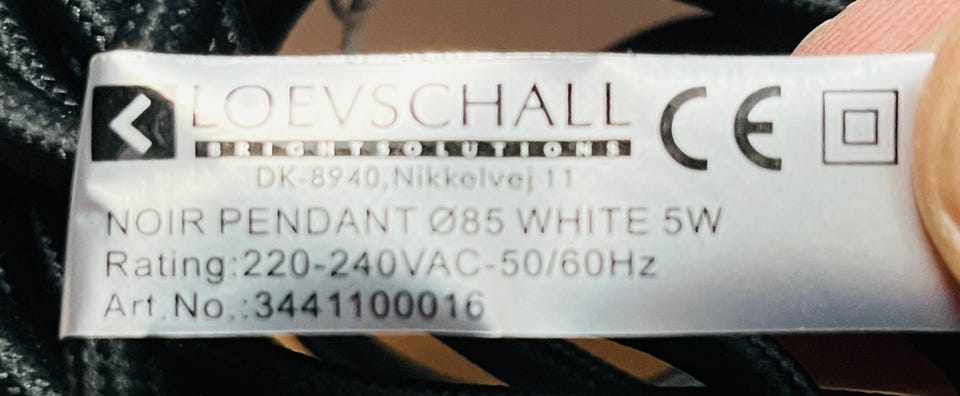 LOEVSCHALL
BRIGHTSOLUTIONS
DK-8940,Nikkelvej 11
CE
NOIR PENDANT Ø85 WHITE 5W
Rating:220-240VAC-50/60Hz
Art.No.:3441100016